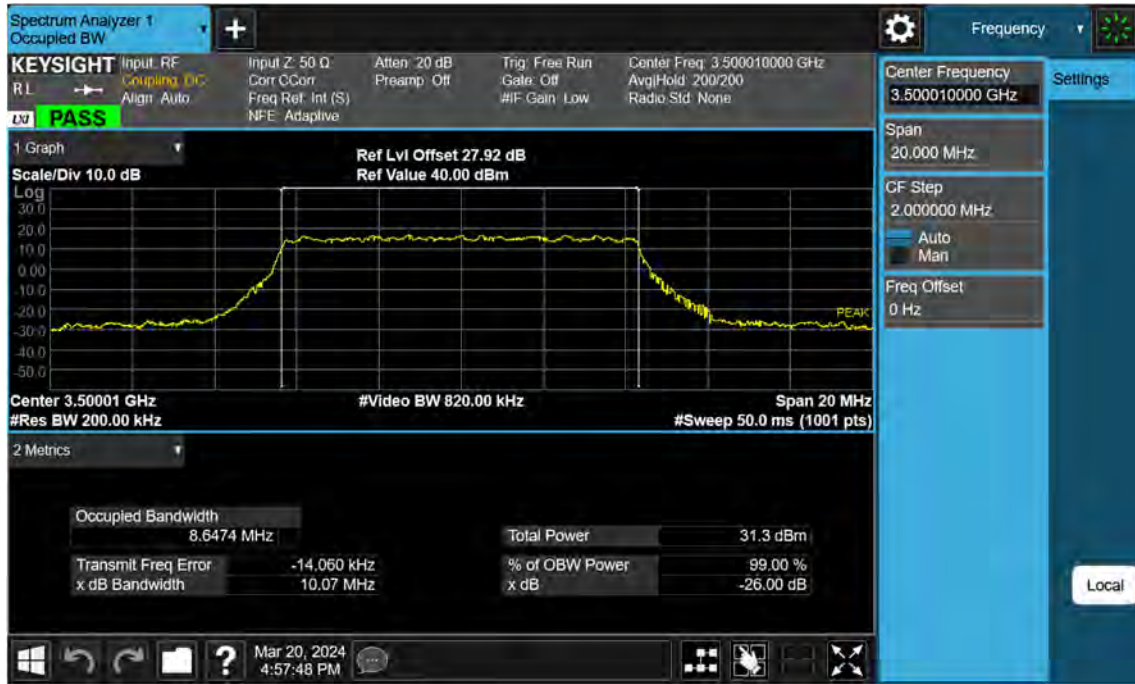 Spectrum Analyzer 1
Occupied BW
+
Frequency
KEYSIGHT
RL
LXI
PASS
Input: RF
Coupling: DC
Align: Auto
Input Z: 50 Ω
Corr CCorr
Freq Ref: Int (S)
NFE: Adaptive
Atten: 20 dB
Preamp: Off
Trig: Free Run
Gate: Off
#IF Gain: Low
Center Freq: 3.500010000 GHz
Avg|Hold: 200/200
Radio Std: None
Center Frequency
3.500010000 GHz
Settings
Span
20.000 MHz
CF Step
2.000000 MHz
Auto
Man
Freq Offset
0 Hz
Local
1 Graph
Scale/Div 10.0 dB
Ref Lvl Offset 27.92 dB
Ref Value 40.00 dBm
Log
30.0
20.0
10.0
0.00
-10.0
-20.0
-30.0
-40.0
-50.0
PEAK
Center 3.50001 GHz
#Video BW 820.00 kHz
Span 20 MHz
#Res BW 200.00 kHz
#Sweep 50.0 ms (1001 pts)
2 Metrics
Occupied Bandwidth
8.6474 MHz
Total Power 31.3 dBm
Transmit Freq Error -14.060 kHz
% of OBW Power 99.00 %
x dB Bandwidth 10.07 MHz
x dB -26.00 dB
?
Mar 20, 2024
4:57:48 PM